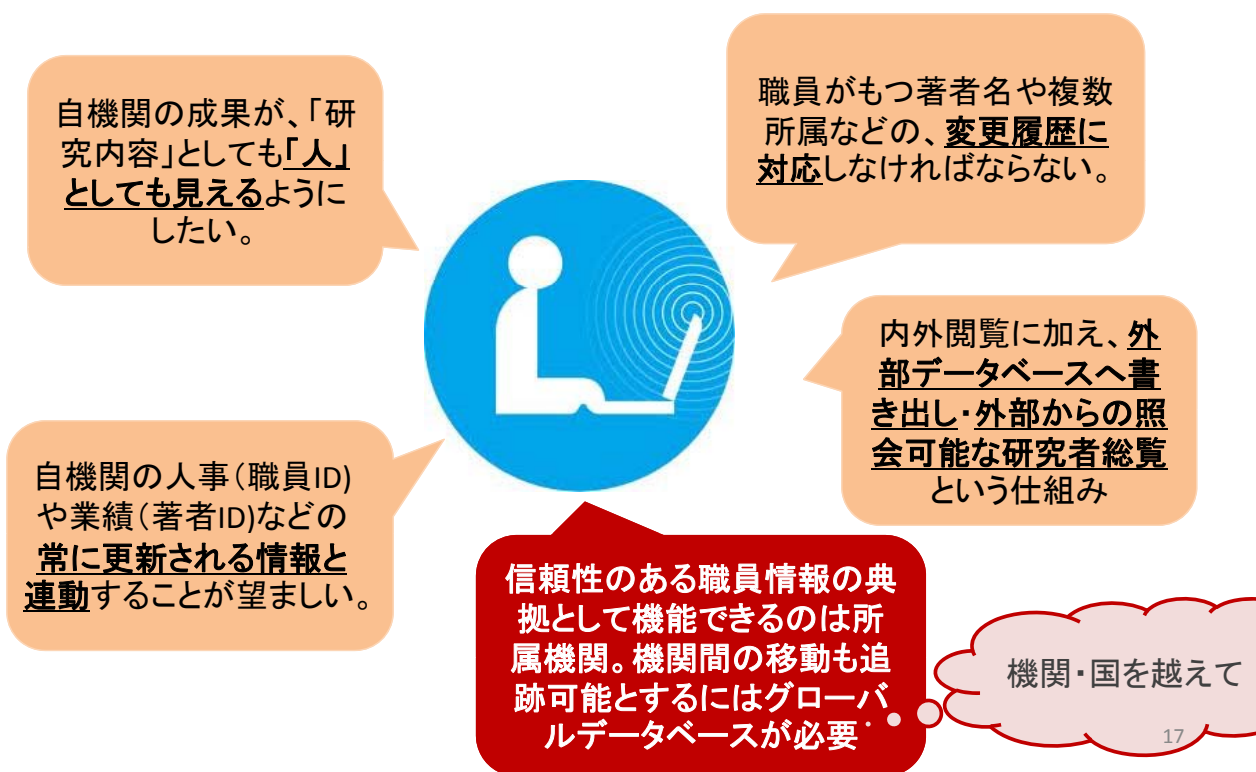 自機関の成果が、「研
究内容」としても「人」
としても見えるように
したい。
職員がもつ著者名や複数
所属などの、変更履歴に
対応しなければならない。
内外閲覧に加え、外
部データベースへ書
き出し・外部からの照
会可能な研究者総覧
という仕組み
自機関の人事(職員ID)
や業績(著者ID)などの
常に更新される情報と
連動することが望ましい。
信頼性のある職員情報の典
拠として機能できるのは所
属機関。機関間の移動も追
跡可能とするにはグローバ
ルデータベースが必要
機関・国を越えて
17